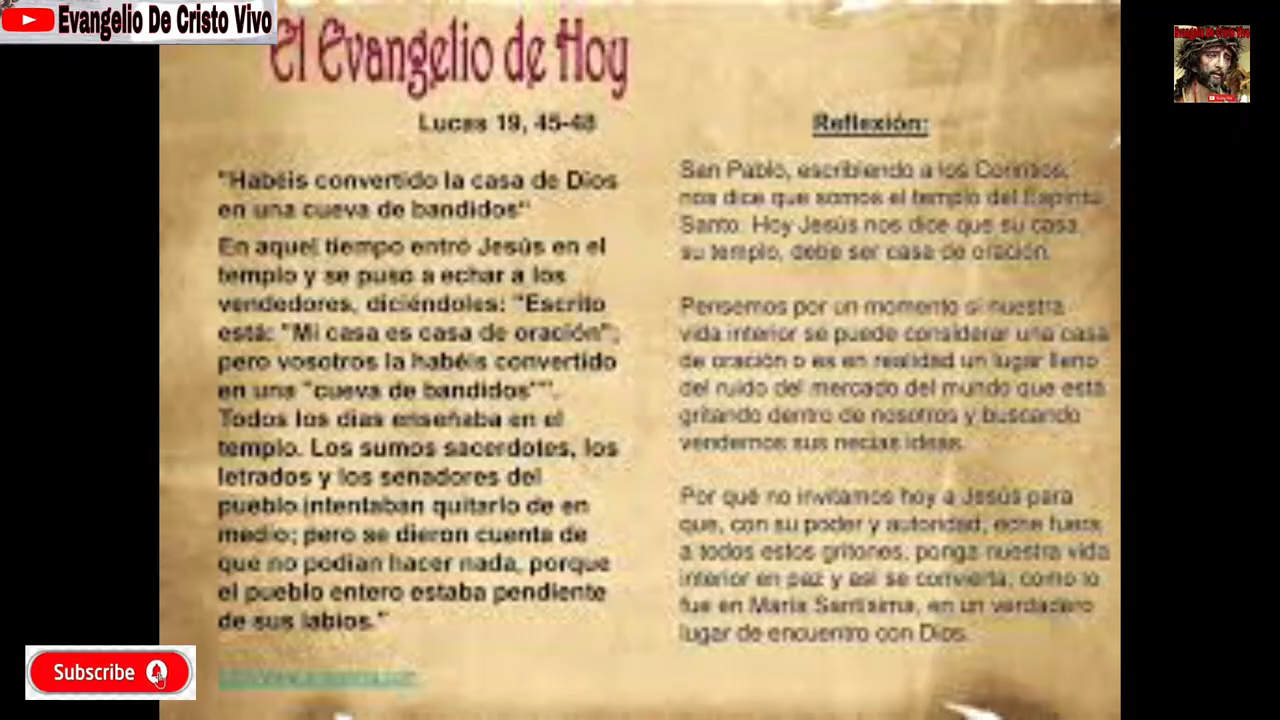 Evangelio De Cristo Vivo
El Evangelio de Hoy
Lucas 19, 45-48
"Habéis convertido la casa de Dios
en una cueva de bandidos"
En aquel tiempo entró Jesús en el
templo y se puso a echar a los
vendedores, diciéndoles: "Escrito
está: "Mi casa es casa de oración";
pero vosotros la habéis convertido
en una "cueva de bandidos"".
Todos los días enseñaba en el
templo. Los sumos sacerdotes, los
letrados y los senadores del
pueblo intentaban quitarlo de en
medio; pero se dieron cuenta de
que no podían hacer nada, porque
el pueblo entero estaba pendiente
de sus labios."
Reflexión:
San Pablo, escribiendo a los Corintios,
nos dice que somos el templo del Espíritu
Santo. Hoy Jesús nos dice que su casa,
su templo, debe ser casa de oración.
Pensemos por un momento si nuestra
vida interior se puede considerar una casa
de oración o es en realidad un lugar lleno
del ruido del mercado del mundo que está
gritando dentro de nosotros y buscando
vendernos sus necias ideas.
Por qué no invitamos hoy a Jesús para
que, con su poder y autoridad, eche fuera
a todos estos gritones, ponga nuestra vida
interior en paz y así se convierta, como lo
fue en María Santísima, en un verdadero
lugar de encuentro con Dios.
Evangelio De Cristo Vivo
Subscribe